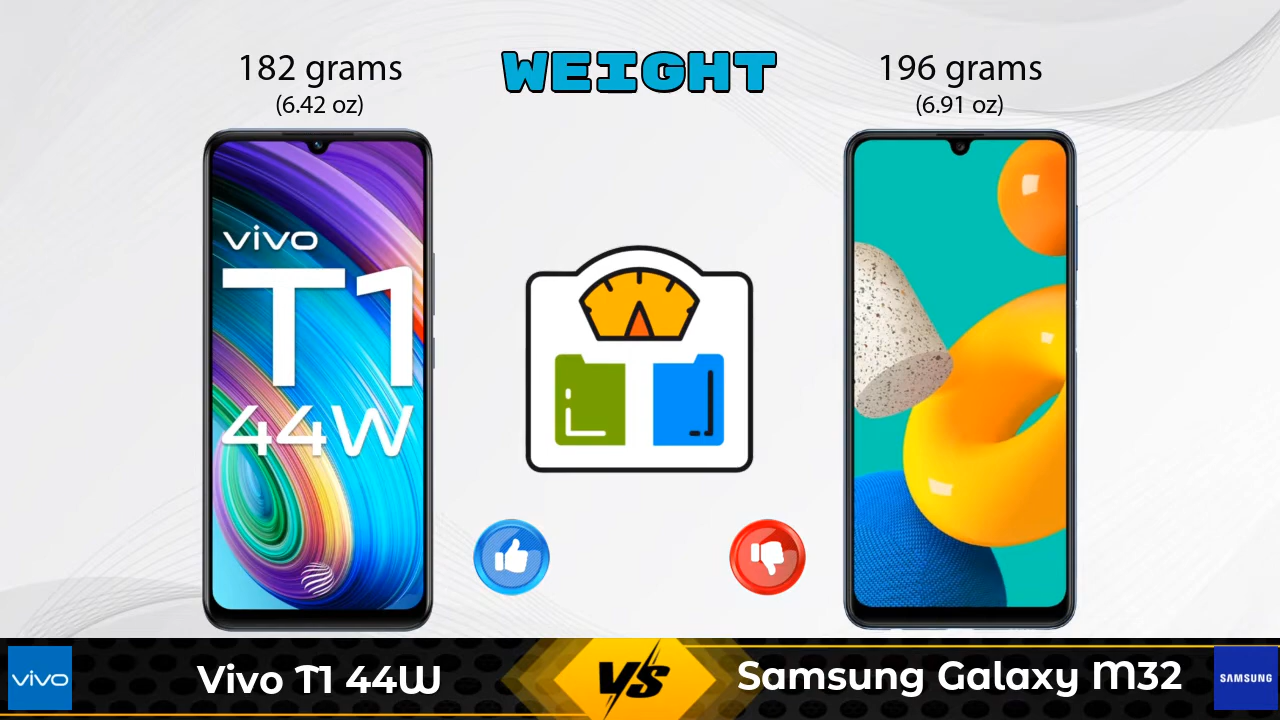 182 grams
(6.42 oz)
WEIGHT
196 grams
(6.91 oz)
vivo
T1
44W
vivo
Vivo T1 44W
VS
Samsung Galaxy M32
SAMSUNG